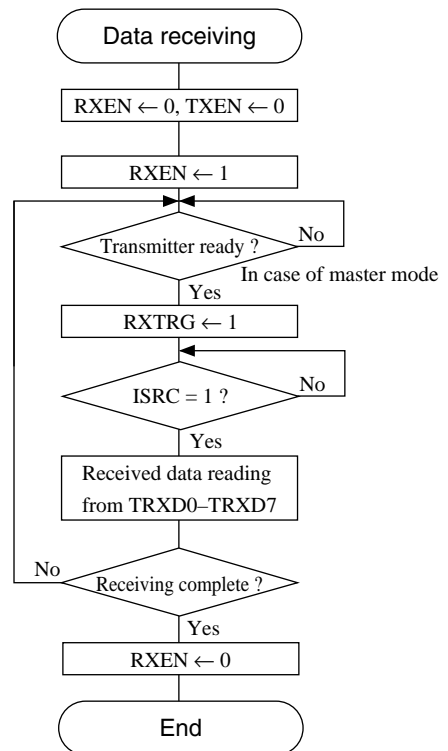 Data receiving
RXEN ← 0, TXEN ← 0
RXEN ← 1
Transmitter ready ?
No
In case of master mode
Yes
RXTRG ← 1
ISRC = 1 ?
No
Yes
Received data reading
from TRXD0–TRXD7
No
Receiving complete ?
Yes
RXEN ← 0
End